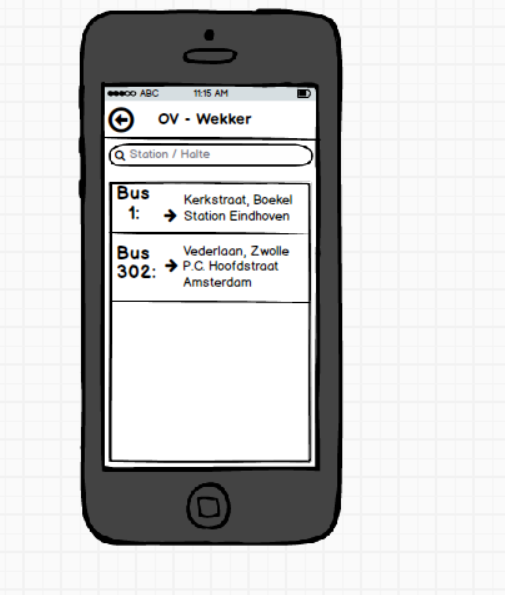 ABC 11:15 AM
OV - Wekker
Station / Halte
Bus 1:
Kerkstraat, Boekel
Station Eindhoven
Bus 302:
Vederlaan, Zwolle
P.C. Hoofdstraat
Amsterdam